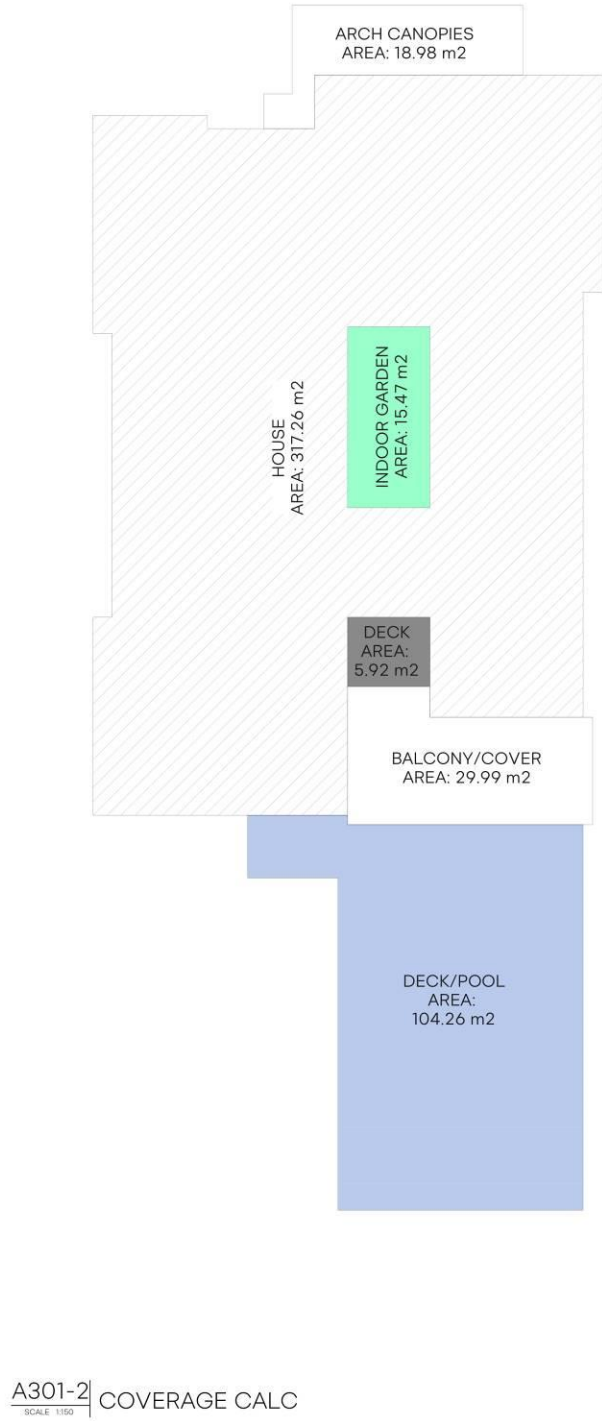 ARCH CANOPIES
AREA: 18.98 m2
HOUSE
AREA: 317.26 m2
INDOOR GARDEN
AREA: 15.47 m2
DECK
AREA:
5.92 m2
BALCONY/COVER
AREA: 29.99 m2
DECK/POOL
AREA:
104.26 m2
A301-2
SCALE 1:150
COVERAGE CALC